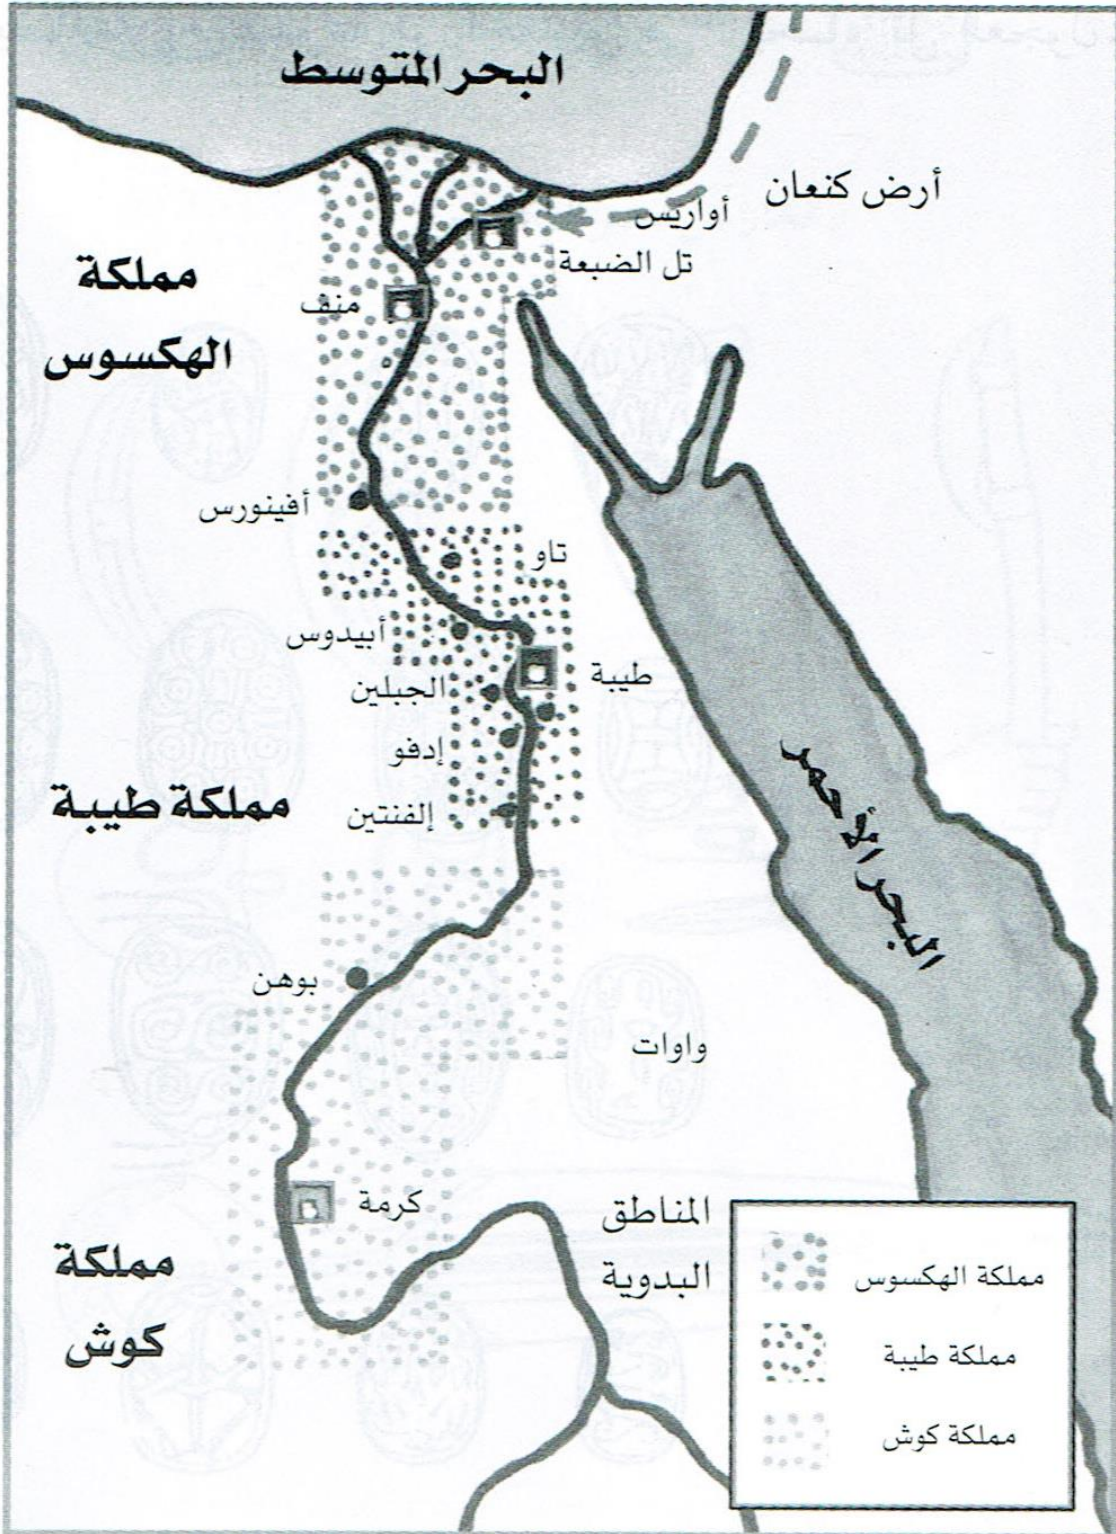 البحر المتوسط
أرض كنعان
أواريس
تل الضبعة
مملكة
الهكسوس
منف
أفينورس
تاو
أبيدوس
طيبة
الجبلين
إدفو
إلفنتين
مملكة طيبة
البحر الأحمر
بوهن
واوات
كرمة
المناطق
البدوية
مملكة
كوش
مملكة الهكسوس
مملكة طيبة
مملكة كوش